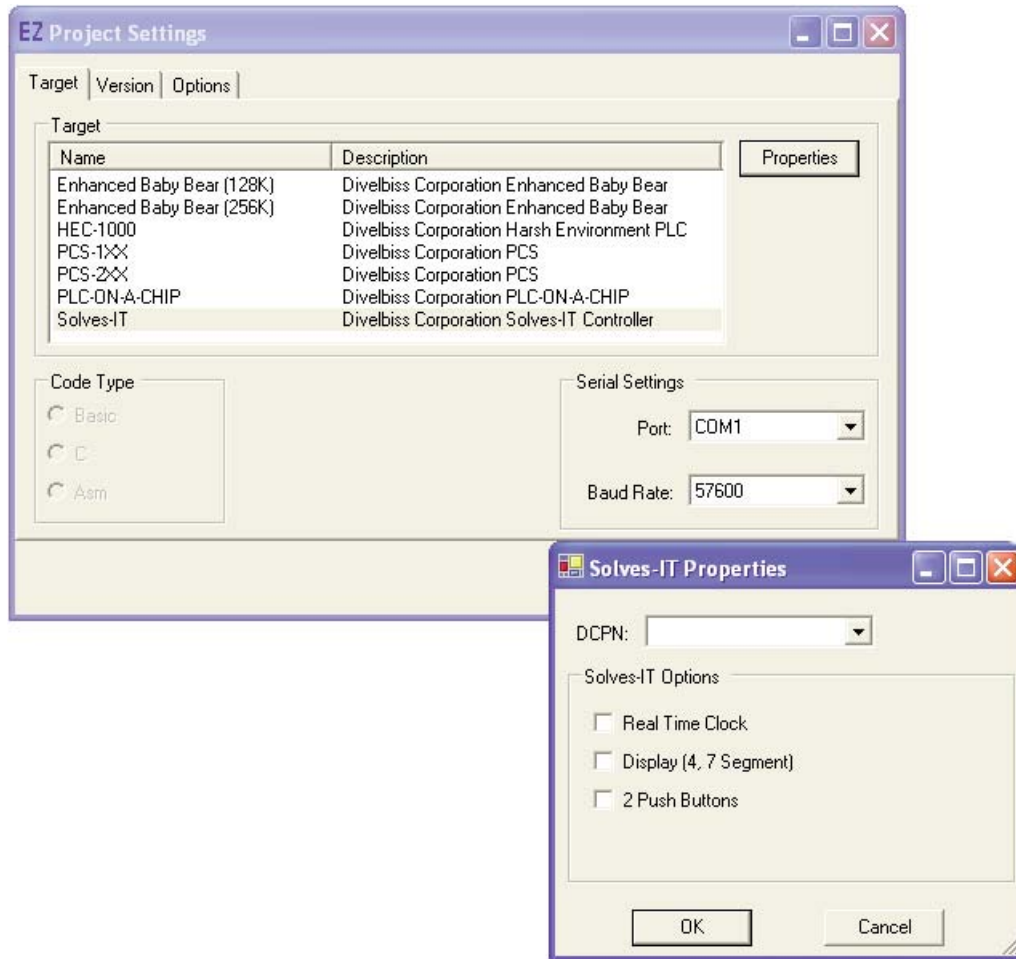 EZ Project Settings
Target Version Options
Target
Name Description
Enhanced Baby Bear (128K) Divelbiss Corporation Enhanced Baby Bear
Enhanced Baby Bear (256K) Divelbiss Corporation Enhanced Baby Bear
HEC-1000 Divelbiss Corporation Harsh Environment PLC
PCS-1XX Divelbiss Corporation PCS
PCS-2XX Divelbiss Corporation PCS
PLC-ON-A-CHIP Divelbiss Corporation PLC-ON-A-CHIP
Solves-IT Divelbiss Corporation Solves-IT Controller
Properties
Code Type
Basic
C
Asm
Serial Settings
Port: COM1
Baud Rate: 57600
Solves-IT Properties
DCPN:
Solves-IT Options
Real Time Clock
Display (4, 7 Segment)
2 Push Buttons
OK Cancel